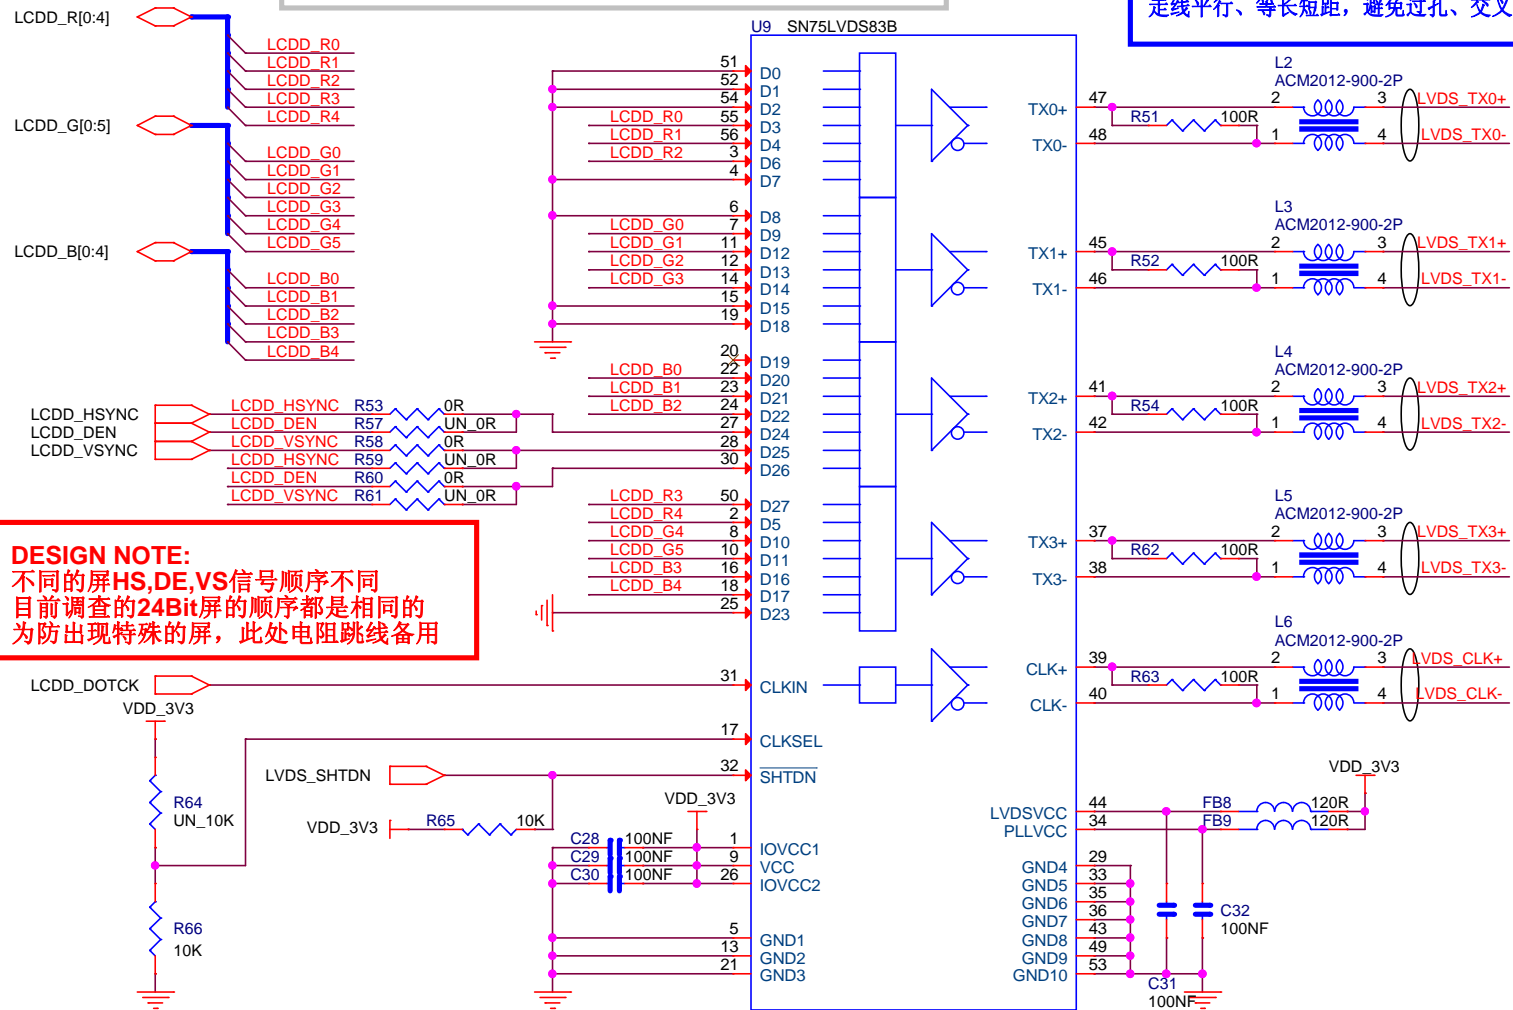 走线平行、等长短距，避免过孔、交叉
LCDD_R[0:4]
LCDD_R0
LCDD_R1
LCDD_R2
LCDD_R3
LCDD_R4
LCDD_G[0:5]
LCDD_G0
LCDD_G1
LCDD_G2
LCDD_G3
LCDD_G4
LCDD_G5
LCDD_B[0:4]
LCDD_B0
LCDD_B1
LCDD_B2
LCDD_B3
LCDD_B4
LCDD_HSYNC
LCDD_DEN
LCDD_VSYNC
LCDD_HSYNC R53 0R
LCDD_DEN R57 UN_0R
LCDD_VSYNC R58 0R
LCDD_HSYNC R59 UN_0R
LCDD_DEN R60 0R
LCDD_VSYNC R61 UN_0R
DESIGN NOTE:
不同的屏HS,DE,VS信号顺序不同
目前调查的24Bit屏的顺序都是相同的
为防出现特殊的屏，此处电阻跳线备用
LCDD_DOTCK
VDD_3V3
R64
UN_10K
R66
10K
LVDS_SHTDN
VDD_3V3 R65 10K
VDD_3V3
C28 100NF
C29 100NF
C30 100NF
U9 SN75LVDS83B
51 D0
52 D1
54 D2
LCDD_R0 55 D3
LCDD_R1 56 D4
LCDD_R2 3 D6
4 D7
6 D8
LCDD_G0 7 D9
LCDD_G1 11 D12
LCDD_G2 12 D13
LCDD_G3 14 D14
15 D15
19 D18
20 D19
LCDD_B0 22 D20
LCDD_B1 23 D21
LCDD_B2 24 D22
27 D24
28 D25
30 D26
LCDD_R3 50 D27
LCDD_R4 2 D5
LCDD_G4 8 D10
LCDD_G5 10 D11
LCDD_B3 16 D16
LCDD_B4 18 D17
25 D23
31 CLKIN
17 CLKSEL
32 SHTDN
1 IOVCC1
9 VCC
26 IOVCC2
5 GND1
13 GND2
21 GND3
L2
ACM2012-900-2P
TX0+ 47 2 3 LVDS_TX0+
R51 100R
TX0- 48 1 4 LVDS_TX0-
L3
ACM2012-900-2P
TX1+ 45 2 3 LVDS_TX1+
R52 100R
TX1- 46 1 4 LVDS_TX1-
L4
ACM2012-900-2P
TX2+ 41 2 3 LVDS_TX2+
R54 100R
TX2- 42 1 4 LVDS_TX2-
L5
ACM2012-900-2P
TX3+ 37 2 3 LVDS_TX3+
R62 100R
TX3- 38 1 4 LVDS_TX3-
L6
ACM2012-900-2P
CLK+ 39 2 3 LVDS_CLK+
R63 100R
CLK- 40 1 4 LVDS_CLK-
VDD_3V3
LVDSVCC 44 FB8 120R
PLLVCC 34 FB9 120R
GND4 29
GND5 33
GND6 35
GND7 36
GND8 43
GND9 49
GND10 53
C32
100NF
C31
100NF